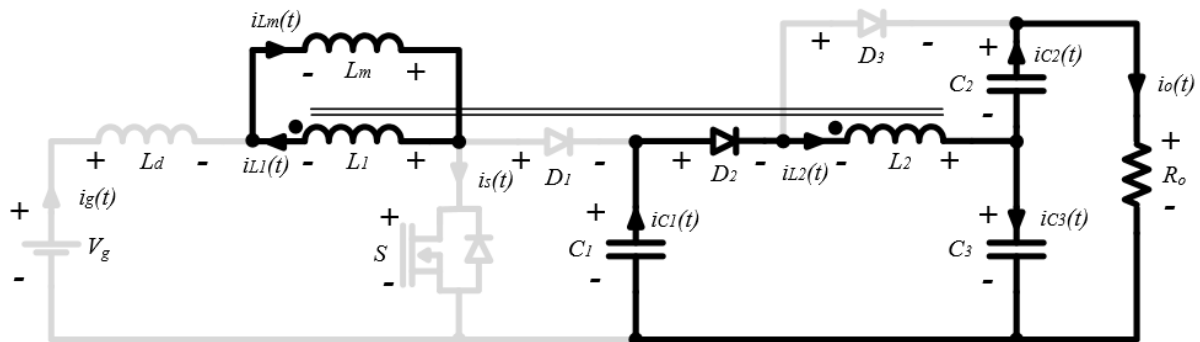 iLm(t)
- Lm +
+ D3 -
+ iC2(t)
C2
-
io(t)
+ Ld - iL1(t) - L1 +
is(t) + D1 -
+ D2 - iL2(t) - L2 +
ig(t)
+ Vg -
+ S -
+ iC1(t)
C1
-
+ iC3(t)
C3
-
+ Ro -